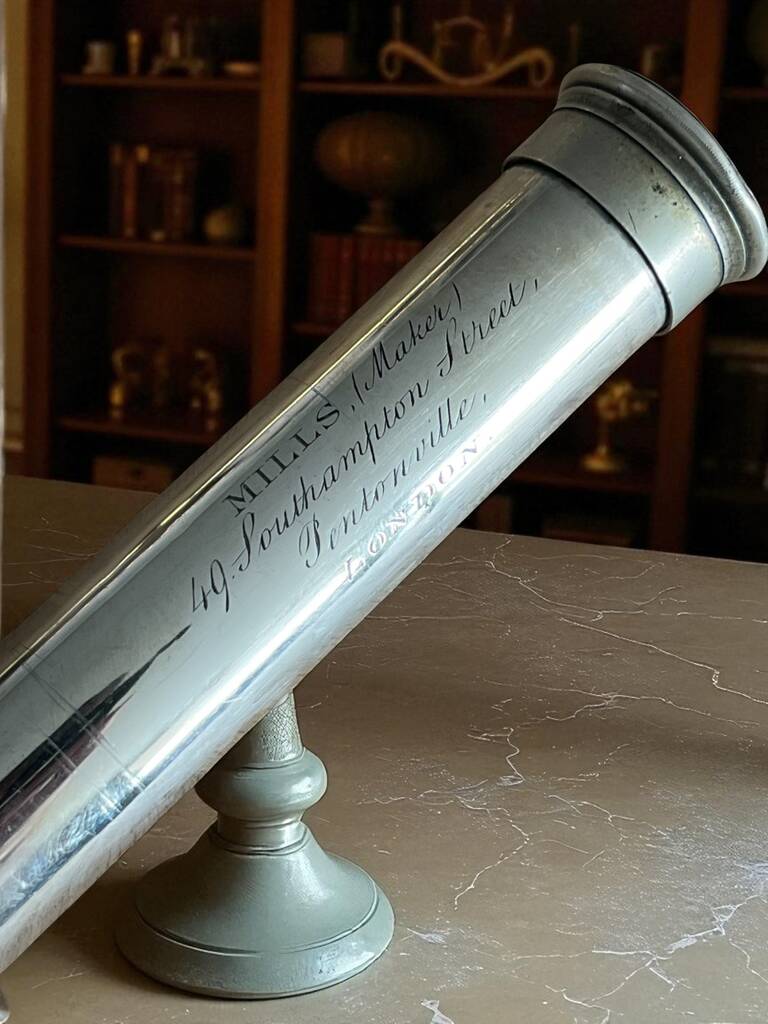 MILLS, (Maker)
49. Southampton Street,
Pentonville,
LONDON.